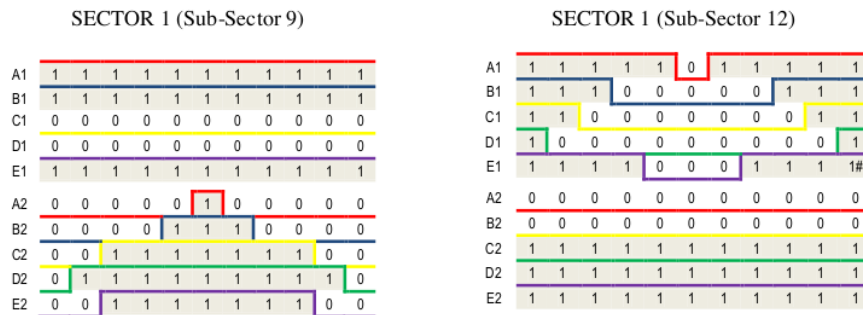 SECTOR 1 (Sub-Sector 9)
A1 1 1 1 1 1 1 1 1 1 1 1
B1 1 1 1 1 1 1 1 1 1 1 1
C1 0 0 0 0 0 0 0 0 0 0 0
D1 0 0 0 0 0 0 0 0 0 0 0
E1 1 1 1 1 1 1 1 1 1 1 1
A2 0 0 0 0 0 1 0 0 0 0 0
B2 0 0 0 0 1 1 1 0 0 0 0
C2 0 0 1 1 1 1 1 1 1 0 0
D2 0 1 1 1 1 1 1 1 1 1 0
E2 0 0 1 1 1 1 1 1 1 0 0
SECTOR 1 (Sub-Sector 12)
A1 1 1 1 1 1 0 1 1 1 1 1
B1 1 1 1 0 0 0 0 0 1 1 1
C1 1 1 0 0 0 0 0 0 0 1 1
D1 1 0 0 0 0 0 0 0 0 0 1
E1 1 1 1 1 0 0 0 1 1 1 1#
A2 0 0 0 0 0 0 0 0 0 0 0
B2 0 0 0 0 0 0 0 0 0 0 0
C2 1 1 1 1 1 1 1 1 1 1 1
D2 1 1 1 1 1 1 1 1 1 1 1
E2 1 1 1 1 1 1 1 1 1 1 1